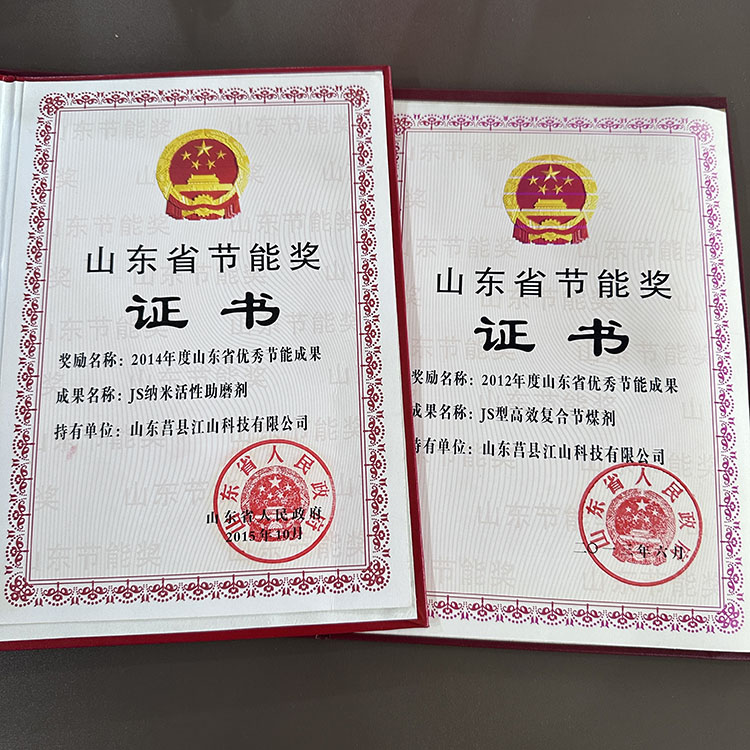 山东省节能奖
证书
奖励名称：2014年度山东省优秀节能成果
成果名称：JS纳米活性助磨剂
持有单位：山东莒县江山科技有限公司
山东省人民政府
山东省人民政府
2015年10月
山东省节能奖
证书
奖励名称：2012年度山东省优秀节能成果
成果名称：JS型高效复合节煤剂
持有单位：山东莒县江山科技有限公司
山东省人民政府
二〇一三年六月